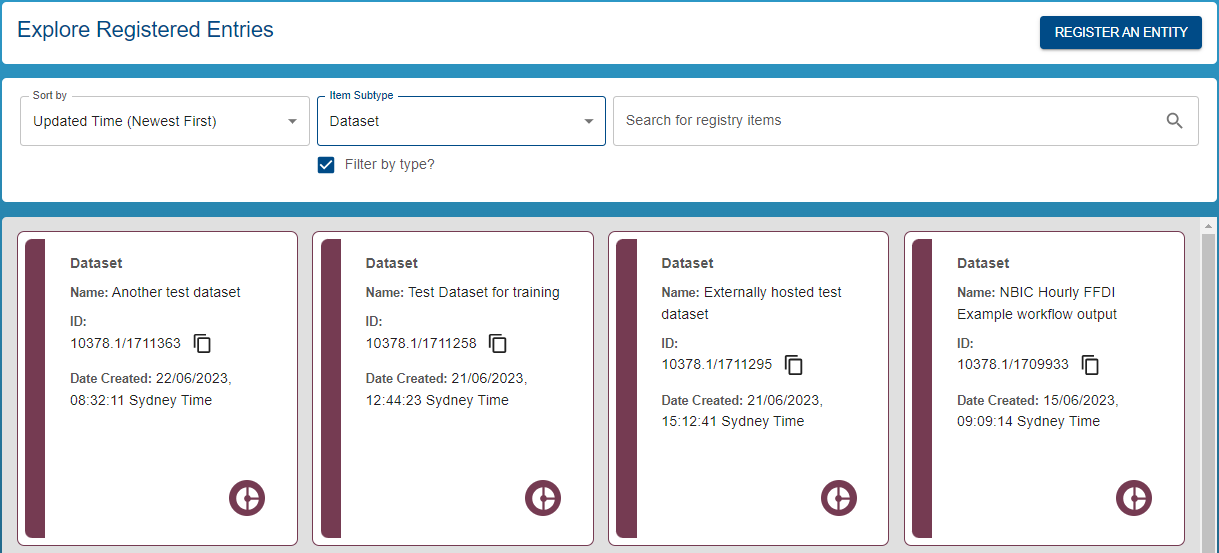 Explore Registered Entries
REGISTER AN ENTITY
Sort by
Updated Time (Newest First)
Item Subtype
Dataset
Search for registry items
Filter by type?
Dataset
Name: Another test dataset
ID:
10378.1/1711363
Date Created: 22/06/2023,
08:32:11 Sydney Time
Dataset
Name: Test Dataset for training
ID:
10378.1/1711258
Date Created: 21/06/2023,
12:44:23 Sydney Time
Dataset
Name: Externally hosted test
dataset
ID:
10378.1/1711295
Date Created: 21/06/2023,
15:12:41 Sydney Time
Dataset
Name: NBIC Hourly FFDI
Example workflow output
ID:
10378.1/1709933
Date Created: 15/06/2023,
09:09:14 Sydney Time